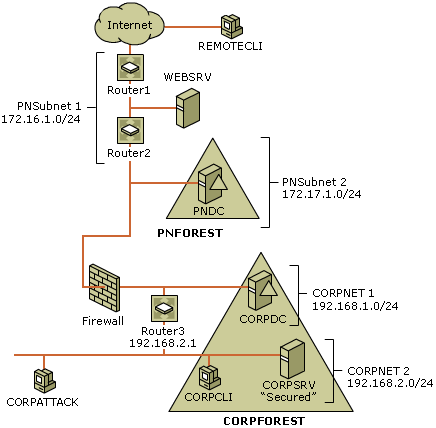 Internet
REMOTECLI
Router1
WEBSRV
PNSubnet 1
172.16.1.0/24
Router2
PNSubnet 2
172.17.1.0/24
PNDC
PNFOREST
Firewall
Router3
192.168.2.1
CORPDC
CORPNET 1
192.168.1.0/24
CORPATTACK
CORPCLI
CORPSRV
“Secured”
CORPNET 2
192.168.2.0/24
CORPFOREST